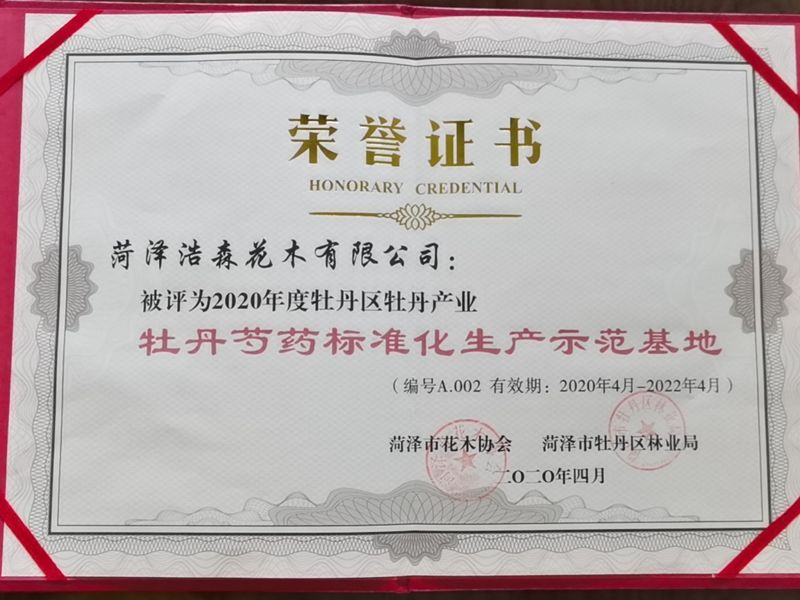 荣誉证书
HONORARY CREDENTIAL
菏泽浩森花木有限公司：
被评为2020年度牡丹区牡丹产业
牡丹芍药标准化生产示范基地
（编号A.002 有效期：2020年4月-2022年4月）
菏泽市花木协会 菏泽市牡丹区林业局
二〇二〇年四月